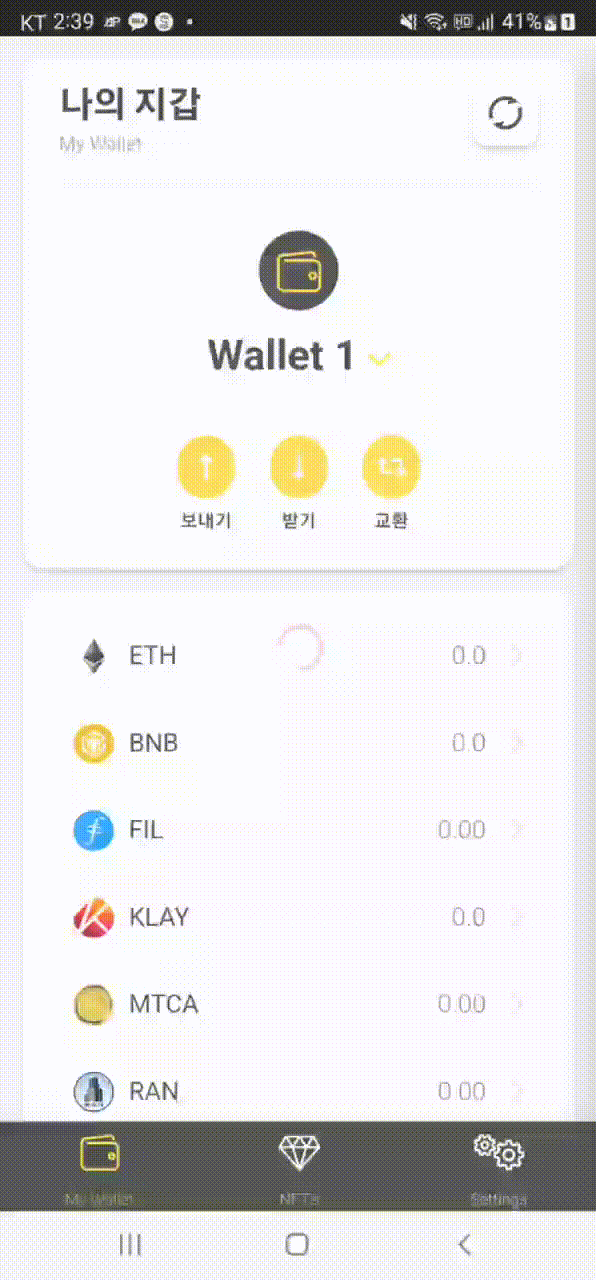 KT 2:39 41%
나의 지갑
My Wallet
Wallet 1
보내기 받기 교환
ETH 0.0
BNB 0.0
FIL 0.00
KLAY 0.0
MTCA 0.00
RAN 0.00
My Wallet NFTs Settings